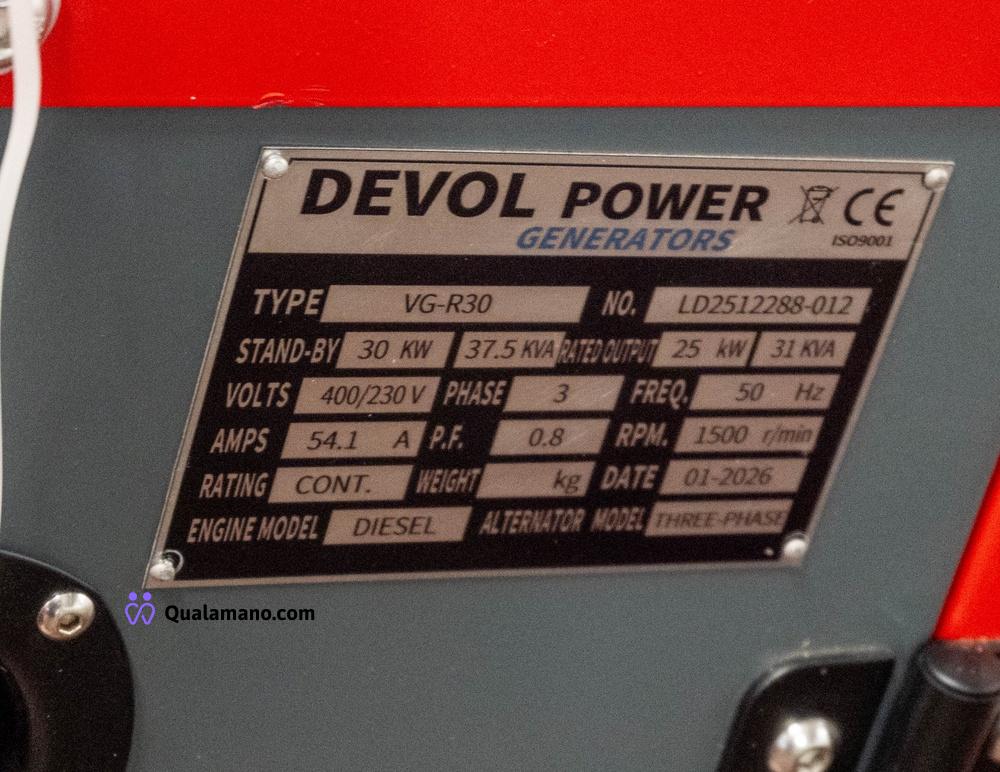 DEVOL POWER CE
GENERATORS ISO9001
TYPE VG-R30 NO. LD2512288-012
STAND-BY 30 KW 37.5 KVA RATED OUTPUT 25 kW 31 KVA
VOLTS 400/230 V PHASE 3 FREQ. 50 Hz
AMPS 54.1 A P.F. 0.8 RPM. 1500 r/min
RATING CONT. WEIGHT kg DATE 01-2026
ENGINE MODEL DIESEL ALTERNATOR MODEL THREE-PHASE
Qualamano.com